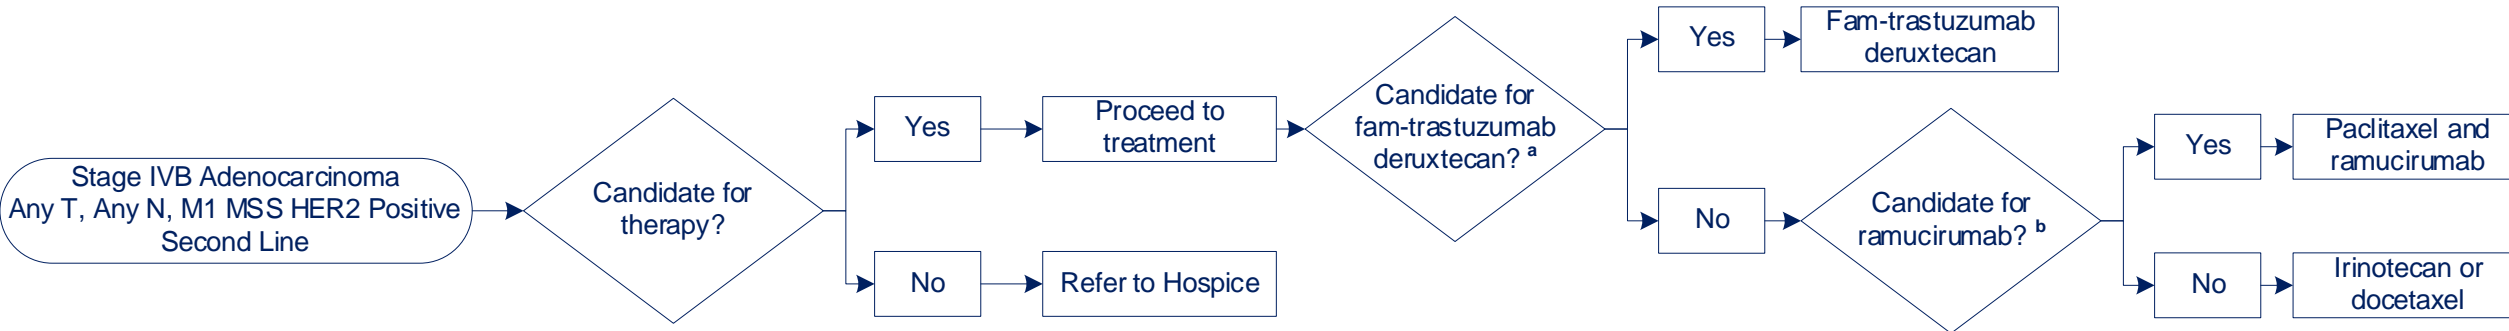 Stage IVB Adenocarcinoma
Any T, Any N, M1 MSS HER2 Positive
Second Line
Candidate for
therapy?
Yes
Proceed to
treatment
No
Refer to Hospice
Candidate for
fam-trastuzumab
deruxtecan? a
Yes
Fam-trastuzumab
deruxtecan
No
Candidate for
ramucirumab? b
Yes
Paclitaxel and
ramucirumab
No
Irinotecan or
docetaxel